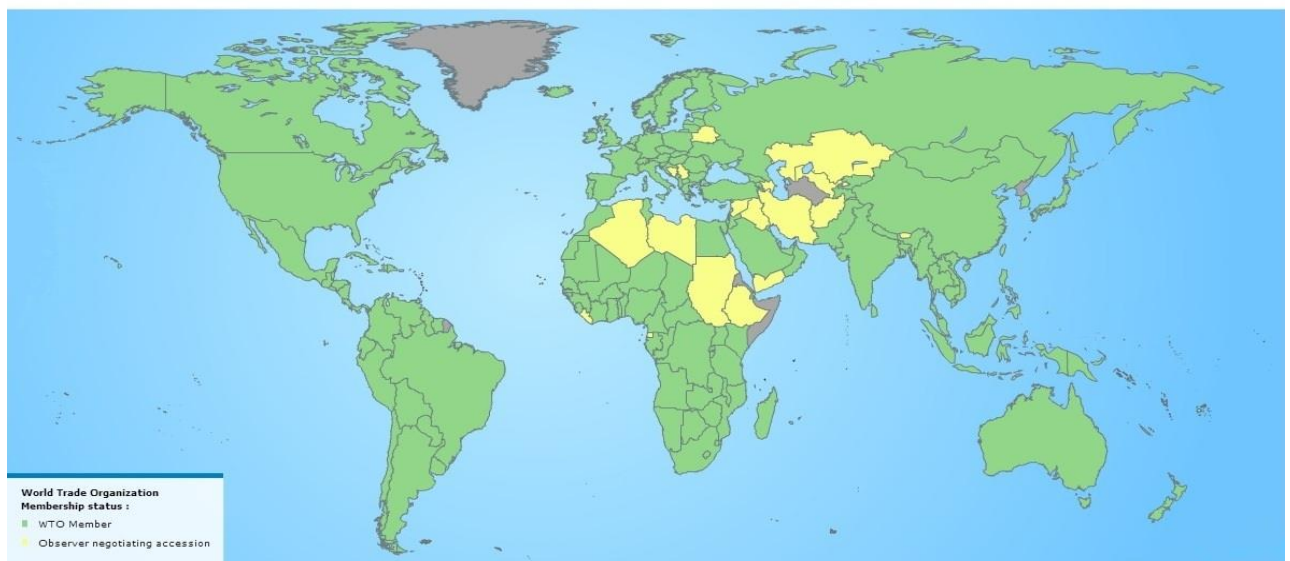 World Trade Organization
Membership status :
WTO Member
Observer negotiating accession